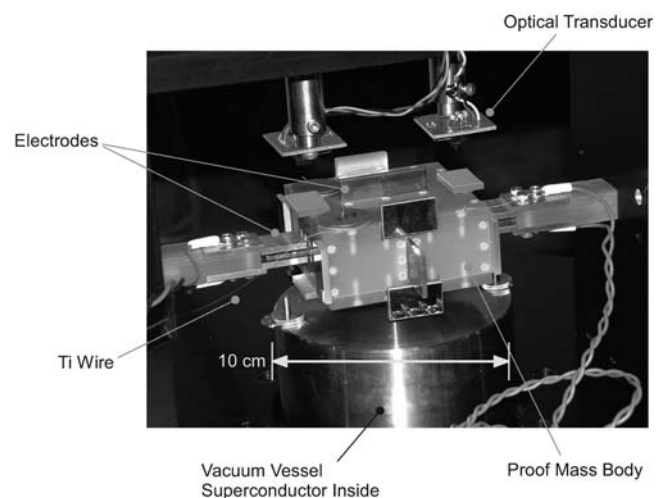 Optical Transducer
Electrodes
Ti Wire
10 cm
Vacuum Vessel
Superconductor Inside
Proof Mass Body